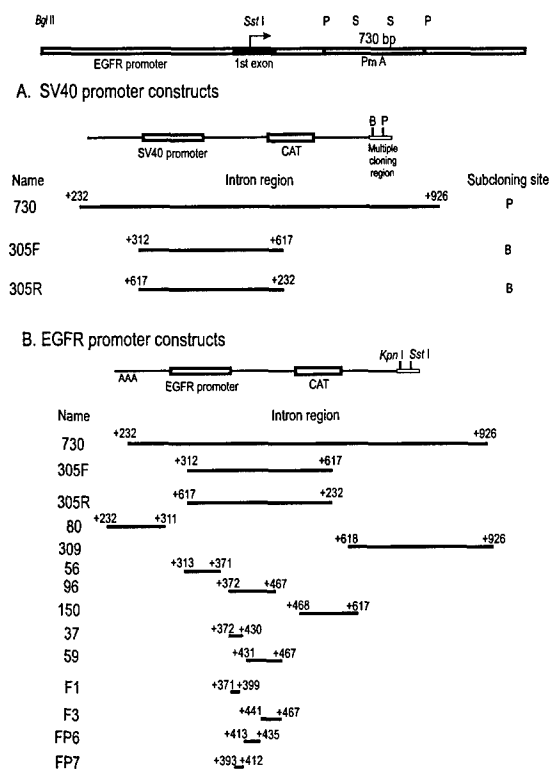 Bgl II Sst I P S S P
730 bp
EGFR promoter 1st exon Pm A
A. SV40 promoter constructs
B P
SV40 promoter CAT Multiple cloning region
Name Intron region Subcloning site
+232 +926
730 P
+312 +617
305F B
+617 +232
305R B
B. EGFR promoter constructs
Kpn I Sst I
AAA EGFR promoter CAT
Name Intron region
+232 +926
730
+312 +617
305F
+617 +232
305R
+232 +311
80
+618 +926
309
+313 +371
56
+372 +467
96
+468 +617
150
+372 +430
37
+431 +467
59
+371 +399
F1
+441 +467
F3
+413 +435
FP6
+393 +412
FP7